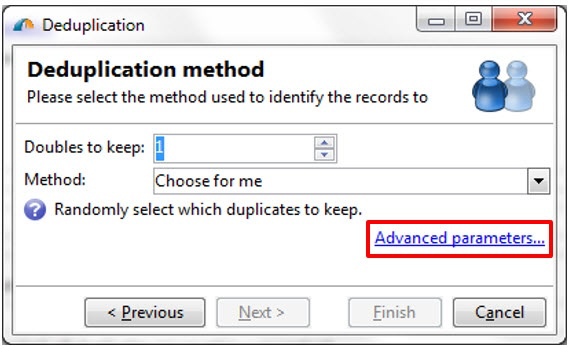 Deduplication
Deduplication method
Please select the method used to identify the records to
Doubles to keep: 1
Method: Choose for me
? Randomly select which duplicates to keep.
Advanced parameters...
< Previous Next > Finish Cancel